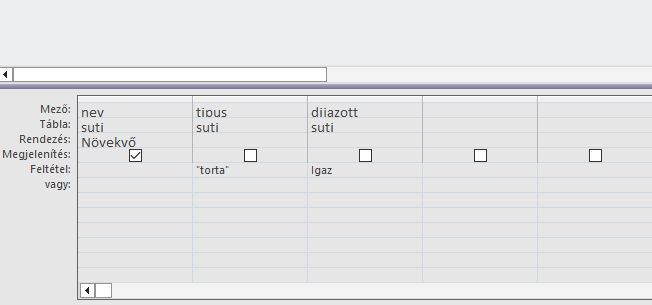 Mező: nev tipus dijazott
Tábla: suti suti suti
Rendezés: Növekvő
Megjelenítés:
Feltétel: "torta" Igaz
vagy: